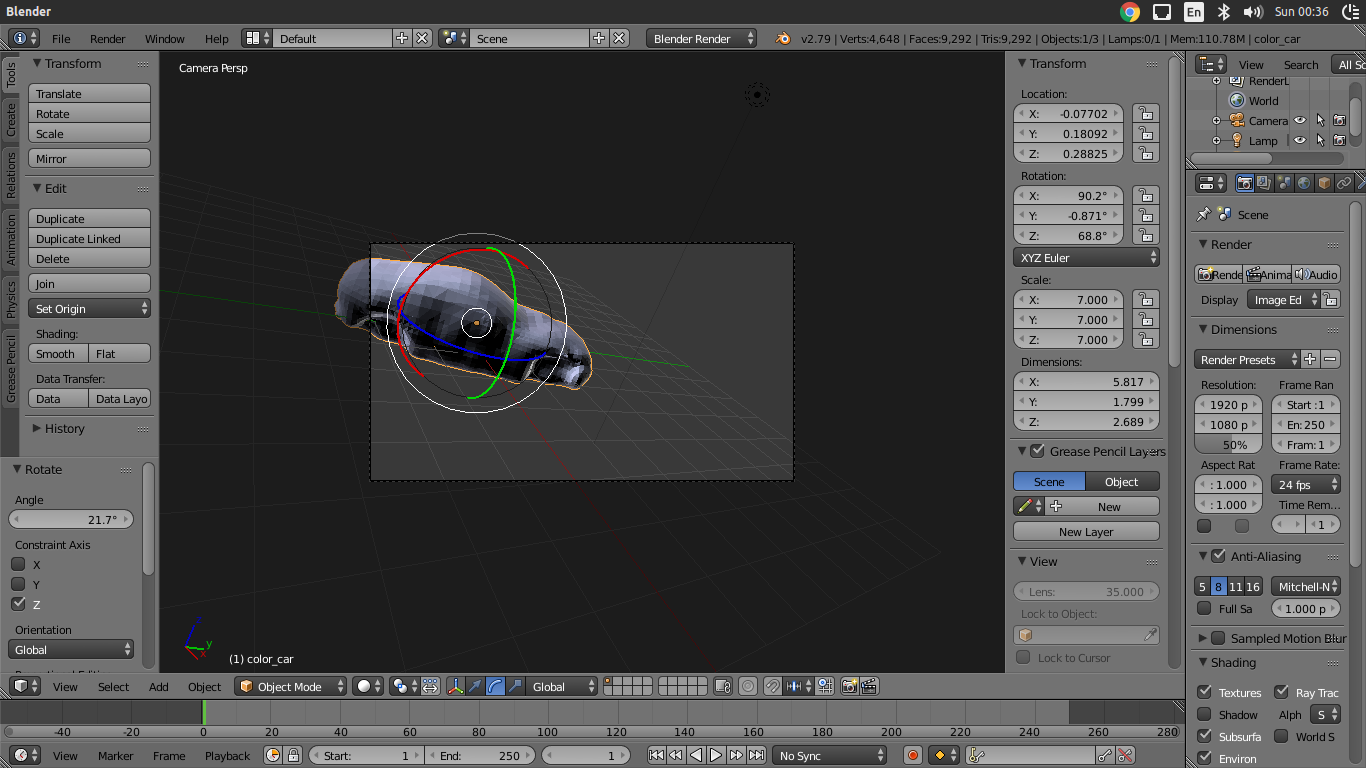 Blender
En
Sun 00:36
File Render Window Help
Default
Scene
Blender Render
v2.79 | Verts:4,648 | Faces:9,292 | Tris:9,292 | Objects:1/3 | Lamps:0/1 | Mem:110.78M | color_car
Tools
Create
Relations
Animation
Physics
Grease Pencil
Transform
Translate
Rotate
Scale
Mirror
Edit
Duplicate
Duplicate Linked
Delete
Join
Set Origin
Shading:
Smooth Flat
Data Transfer:
Data Data Layo
History
Rotate
Angle
21.7°
Constraint Axis
X
Y
Z
Orientation
Global
Camera Persp
y
x
(1) color_car
Transform
Location:
X: -0.07702
Y: 0.18092
Z: 0.28825
Rotation:
X: 90.2°
Y: -0.871°
Z: 68.8°
XYZ Euler
Scale:
X: 7.000
Y: 7.000
Z: 7.000
Dimensions:
X: 5.817
Y: 1.799
Z: 2.689
Grease Pencil Layers
Scene Object
New
New Layer
View
Lens: 35.000
Lock to Object:
Lock to Cursor
View Search All Sc
RenderL
World
Camera
Lamp
Scene
Render
Rende Anima Audio
Display Image Ed
Dimensions
Render Presets
Resolution: Frame Ran
1920 p Start :1
1080 p En: 250
50% Fram: 1
Aspect Rat Frame Rate:
: 1.000 24 fps
: 1.000 Time Rem...
1
Anti-Aliasing
5 8 11 16 Mitchell-N
Full Sa 1.000 p
Sampled Motion Blur
Shading
Textures Ray Trac
Shadow Alph S
Subsurfa World S
Environ
View Select Add Object
Object Mode
Global
-40 -20 0 20 40 60 80 100 120 140 160 180 200 220 240 260 280
View Marker Frame Playback
Start: 1
End: 250
1
No Sync